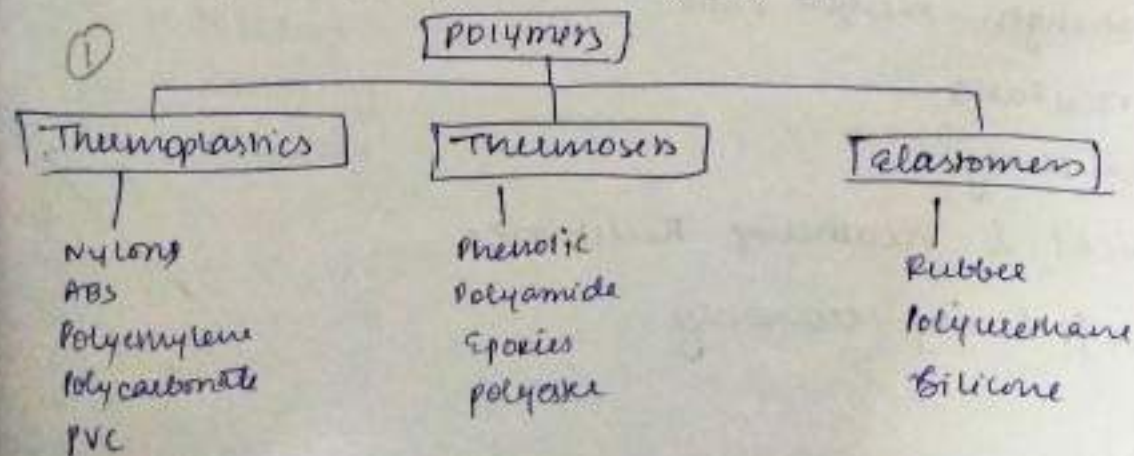 ①
Polymers
Thermoplastics
Thermosets
Elastomers
Nylons
ABS
Polyethylene
Polycarbonate
PVC
Phenolic
Polyamide
Epoxies
Polyester
Rubber
Polyurethane
Silicone